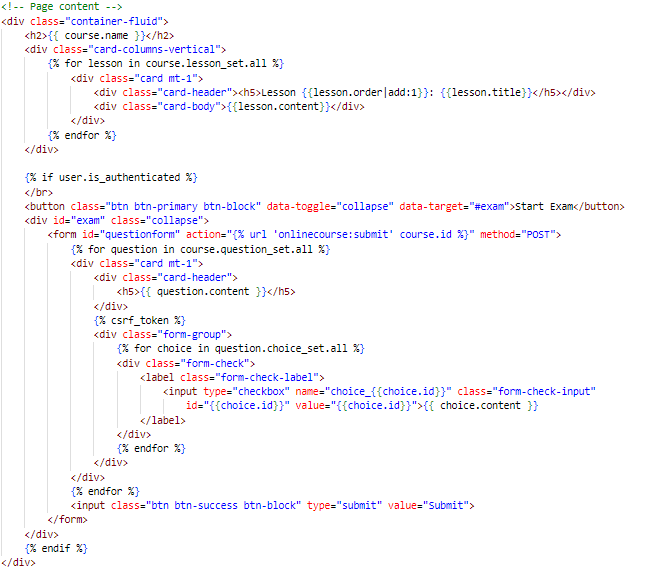 <!-- Page content -->
<div class="container-fluid">
    <h2>{{ course.name }}</h2>
    <div class="card-columns-vertical">
        {% for lesson in course.lesson_set.all %}
            <div class="card mt-1">
                <div class="card-header"><h5>Lesson {{lesson.order|add:1}}: {{lesson.title}}</h5></div>
                <div class="card-body">{{lesson.content}}</div>
            </div>
        {% endfor %}
    </div>

    {% if user.is_authenticated %}
    </br>
    <button class="btn btn-primary btn-block" data-toggle="collapse" data-target="#exam">Start Exam</button>
    <div id="exam" class="collapse">
        <form id="questionform" action="{% url 'onlinecourse:submit' course.id %}" method="POST">
            {% for question in course.question_set.all %}
            <div class="card mt-1">
                <div class="card-header">
                    <h5>{{ question.content }}</h5>
                </div>
                {% csrf_token %}
                <div class="form-group">
                    {% for choice in question.choice_set.all %}
                    <div class="form-check">
                        <label class="form-check-label">
                            <input type="checkbox" name="choice_{{choice.id}}" class="form-check-input"
                                id="{{choice.id}}" value="{{choice.id}}">{{ choice.content }}
                        </label>
                    </div>
                    {% endfor %}
                </div>
            </div>
            {% endfor %}
            <input class="btn btn-success btn-block" type="submit" value="Submit">
        </form>
    </div>
    {% endif %}
</div>